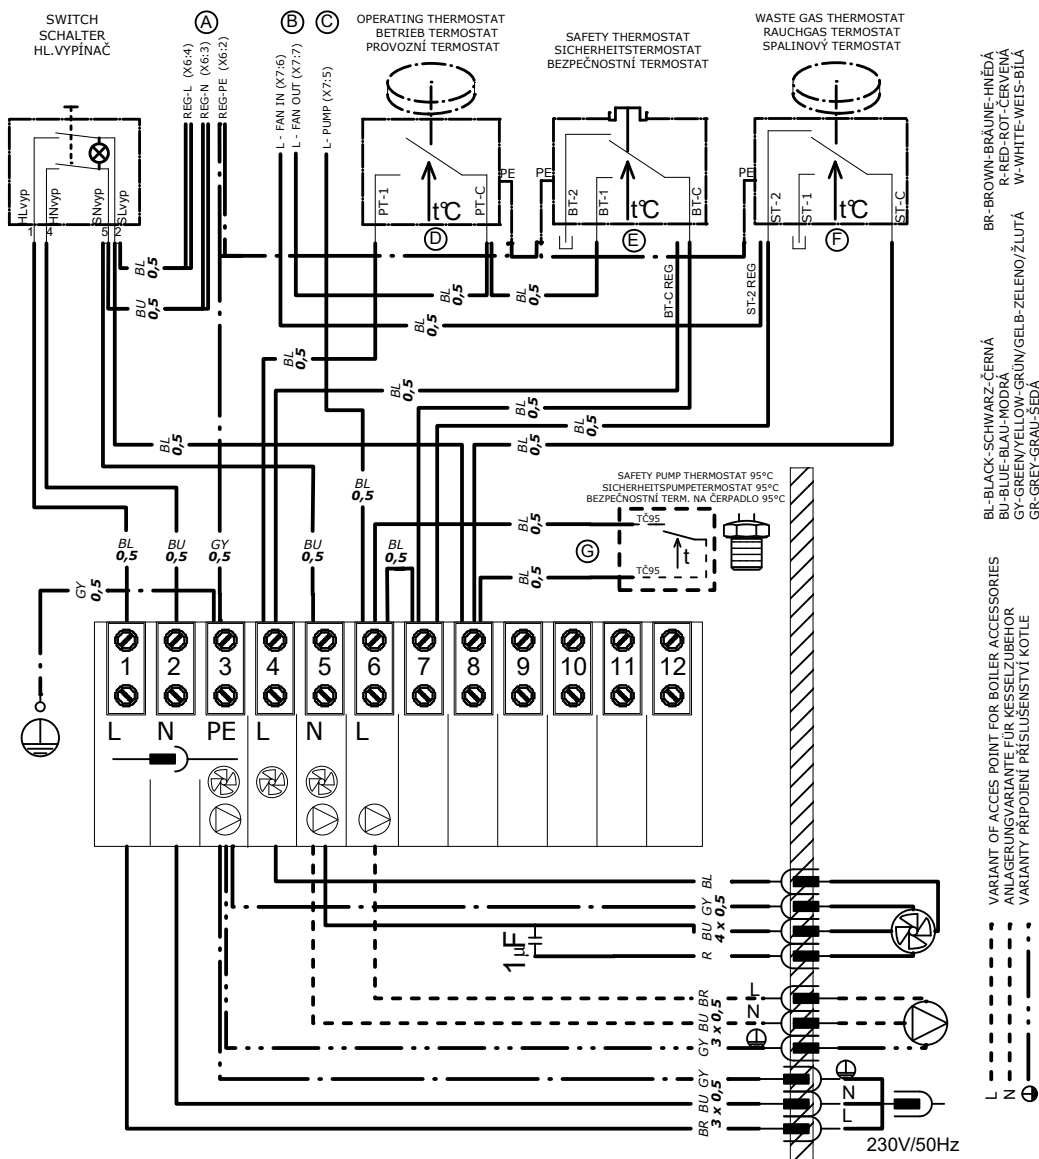 SWITCH
SCHALTER
HL.VYPÍNAČ
A
B
C
REG-L (X6:4)
REG-N (X6:3)
REG-PE (X6:2)
L- FAN IN (X7:6)
L- FAN OUT (X7:7)
L- PUMP (X7:5)
OPERATING THERMOSTAT
BETRIEB TERMOSTAT
PROVOZNÍ TERMOSTAT
SAFETY THERMOSTAT
SICHERHEITSTERMOSTAT
BEZPEČNOSTNÍ TERMOSTAT
WASTE GAS THERMOSTAT
RAUCHGAS TERMOSTAT
SPALINOVÝ TERMOSTAT
HLvyp
HNvyp
SNvyp
SLvyp
1
4
5
2
PT-1
PT-C
t°C
D
PE
PE
BT-2
BT-1
BT-C
t°C
E
PE
ST-2
ST-1
ST-C
t°C
F
BL
0,5
BU
0,5
BL
0,5
BL
0,5
BL
0,5
BL
0,5
BT-C REG
ST-2 REG
BL
0,5
BL
0,5
BL
0,5
BL
0,5
BL
0,5
BL
0,5
SAFETY PUMP THERMOSTAT 95°C
SICHERHEITSPUMPETERMOSTAT 95°C
BEZPEČNOSTNÍ TERM. NA ČERPADLO 95°C
TČ95
TČ95
t
G
BL
0,5
BL
0,5
BL
0,5
BU
0,5
GY
0,5
BU
0,5
BL
0,5
GY
0,5
1
2
3
4
5
6
7
8
9
10
11
12
L
N
PE
L
N
L
BL
GY
BU
R
4 x 0,5
1µF
BR
BU
GY
3 x 0,5
L
N
GY
BU
BR
3 x 0,5
N
L
230V/50Hz
BR-BROWN-BRÄUNE-HNĚDÁ
R-RED-ROT-ČERVENÁ
W-WHITE-WEIS-BÍLÁ
BL-BLACK-SCHWARZ-ČERNÁ
BU-BLUE-BLAU-MODRÁ
GY-GREEN/YELLOW-GRÜN/GELB-ZELENO/ŽLUTÁ
GR-GREY-GRAU-ŠEDÁ
VARIANT OF ACCES POINT FOR BOILER ACCESSORIES
ANLAGERUNGVARIANTE FÜR KESSELZUBEHOR
VARIANTY PŘIPOJENÍ PŘÍSLUŠENSTVÍ KOTLE
L
N